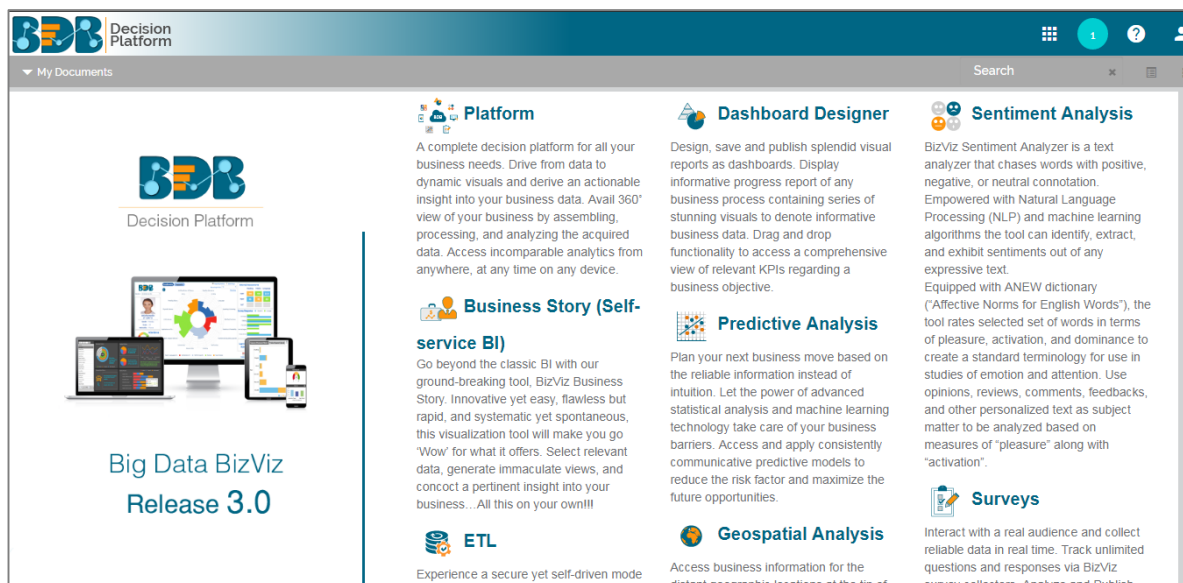 BDB Decision
Platform
1
?
My Documents
Search
BDB
Decision Platform
Big Data BizViz
Release 3.0
Platform
A complete decision platform for all your
business needs. Drive from data to
dynamic visuals and derive an actionable
insight into your business data. Avail 360°
view of your business by assembling,
processing, and analyzing the acquired
data. Access incomparable analytics from
anywhere, at any time on any device.
Business Story (Self-
service BI)
Go beyond the classic BI with our
ground-breaking tool, BizViz Business
Story. Innovative yet easy, flawless but
rapid, and systematic yet spontaneous,
this visualization tool will make you go
'Wow' for what it offers. Select relevant
data, generate immaculate views, and
concoct a pertinent insight into your
business…All this on your own!!!
ETL
Experience a secure yet self-driven mode
Dashboard Designer
Design, save and publish splendid visual
reports as dashboards. Display
informative progress report of any
business process containing series of
stunning visuals to denote informative
business data. Drag and drop
functionality to access a comprehensive
view of relevant KPIs regarding a
business objective.
Predictive Analysis
Plan your next business move based on
the reliable information instead of
intuition. Let the power of advanced
statistical analysis and machine learning
technology take care of your business
barriers. Access and apply consistently
communicative predictive models to
reduce the risk factor and maximize the
future opportunities.
Geospatial Analysis
Access business information for the
distant geographic locations at the tip of
Sentiment Analysis
BizViz Sentiment Analyzer is a text
analyzer that chases words with positive,
negative, or neutral connotation.
Empowered with Natural Language
Processing (NLP) and machine learning
algorithms the tool can identify, extract,
and exhibit sentiments out of any
expressive text.
Equipped with ANEW dictionary
("Affective Norms for English Words"), the
tool rates selected set of words in terms
of pleasure, activation, and dominance to
create a standard terminology for use in
studies of emotion and attention. Use
opinions, reviews, comments, feedbacks,
and other personalized text as subject
matter to be analyzed based on
measures of "pleasure" along with
"activation".
Surveys
Interact with a real audience and collect
reliable data in real time. Track unlimited
questions and responses via BizViz
survey collectors. Analyze and Publish